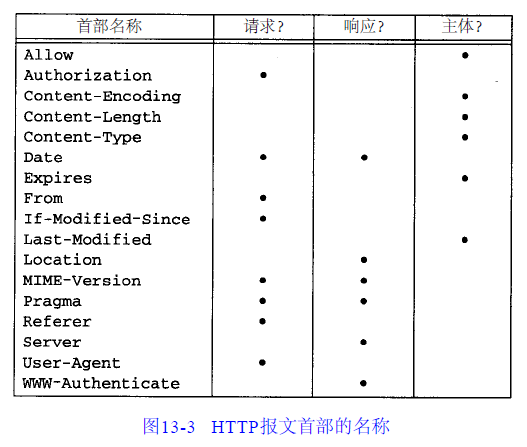 首部名称 请求? 响应? 主体?
Allow •
Authorization •
Content-Encoding •
Content-Length •
Content-Type •
Date • •
Expires •
From •
If-Modified-Since •
Last-Modified •
Location •
MIME-Version • •
Pragma • •
Referer •
Server •
User-Agent •
WWW-Authenticate •
图13-3 HTTP报文首部的名称